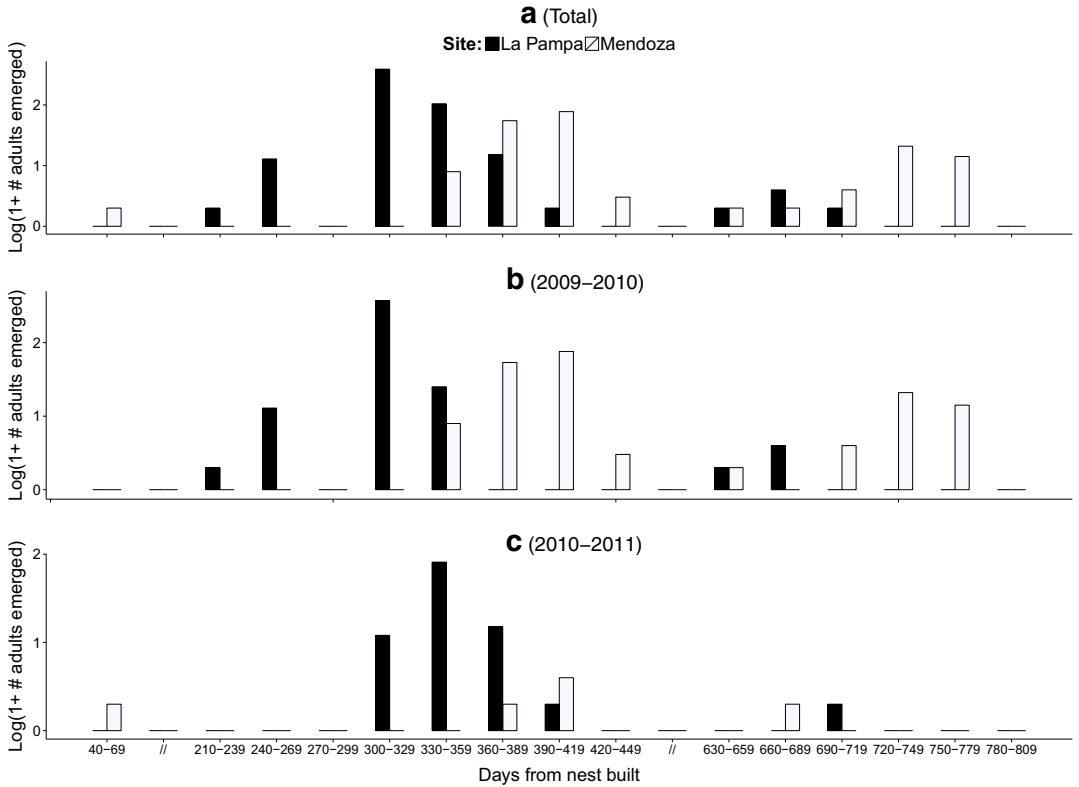 a (Total)
Site: La Pampa Mendoza
Log(1+ # adults emerged)
2
1
0
b (2009–2010)
Log(1+ # adults emerged)
2
1
0
c (2010–2011)
Log(1+ # adults emerged)
2
1
0
40–69 // 210–239 240–269 270–299 300–329 330–359 360–389 390–419 420–449 // 630–659 660–689 690–719 720–749 750–779 780–809
Days from nest built